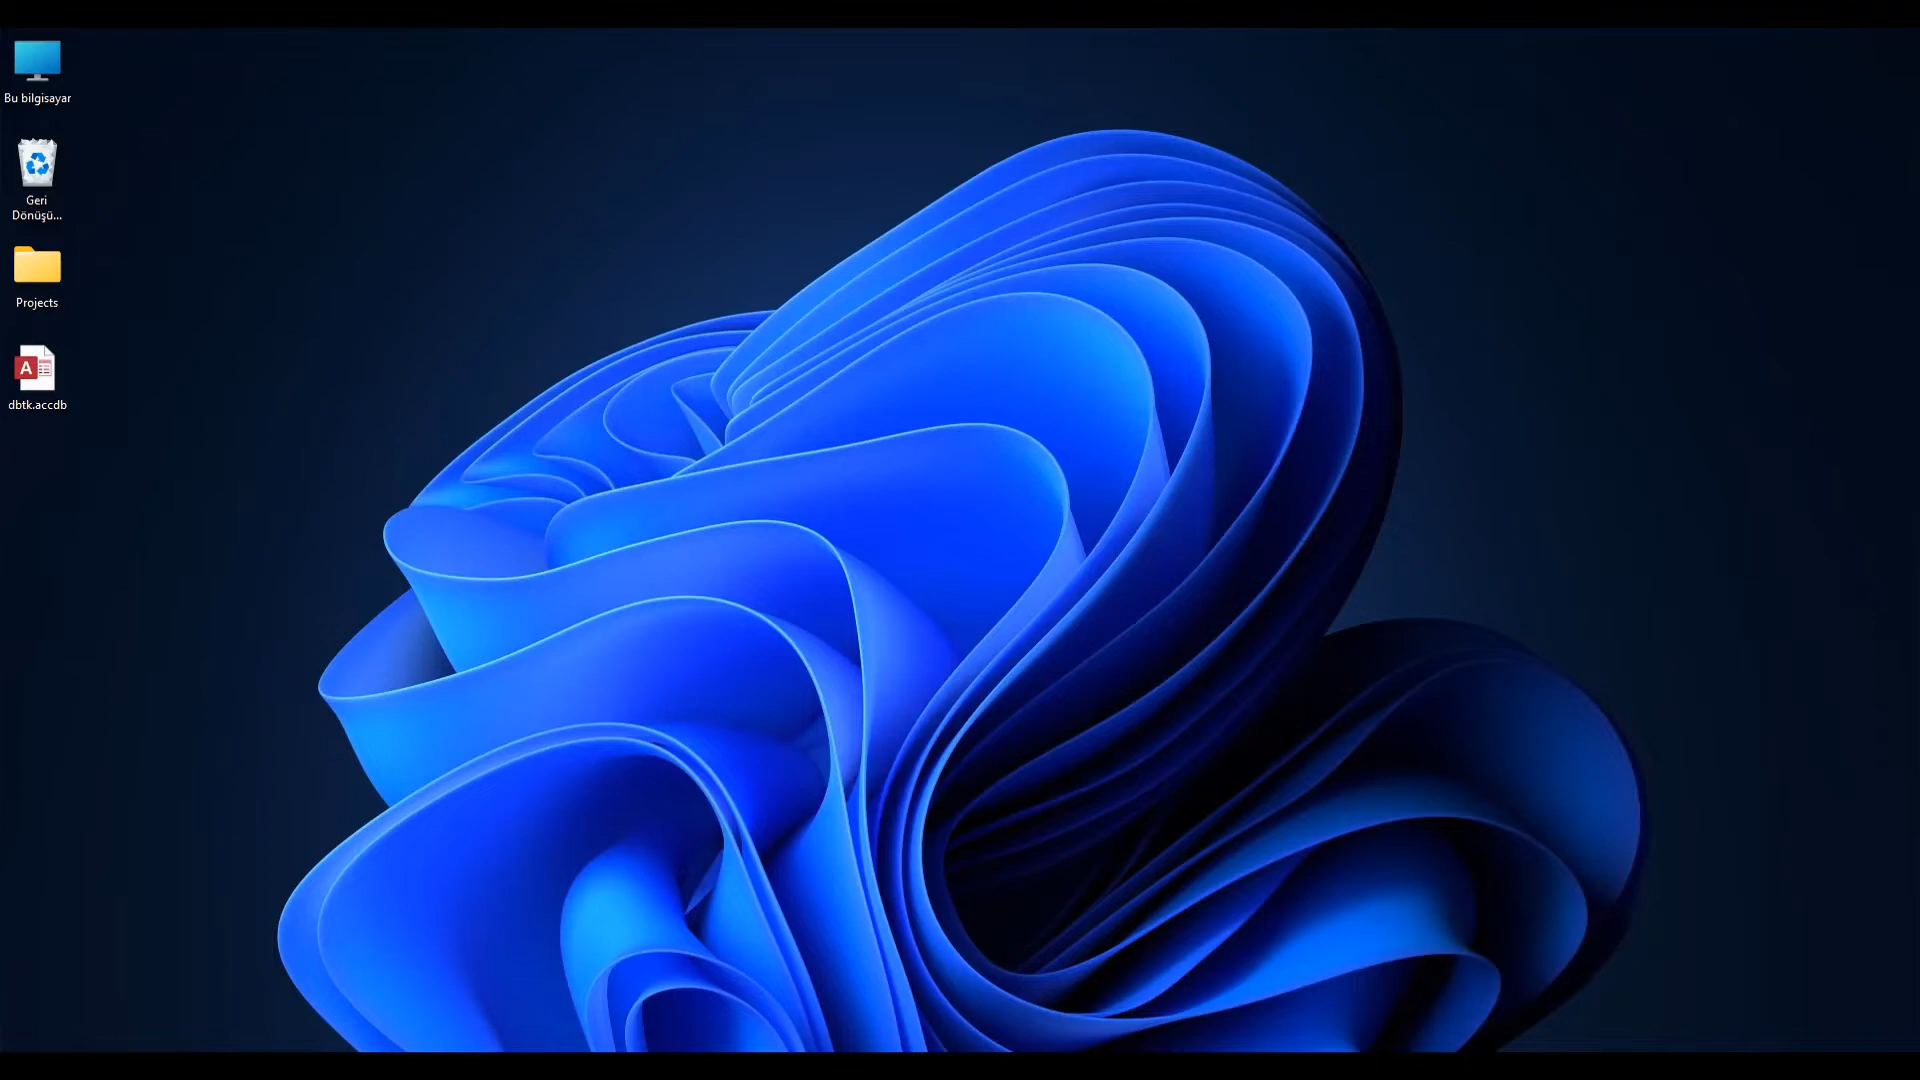 Bu bilgisayar
Geri
Dönüşü...
Projects
A
dbtk.accdb